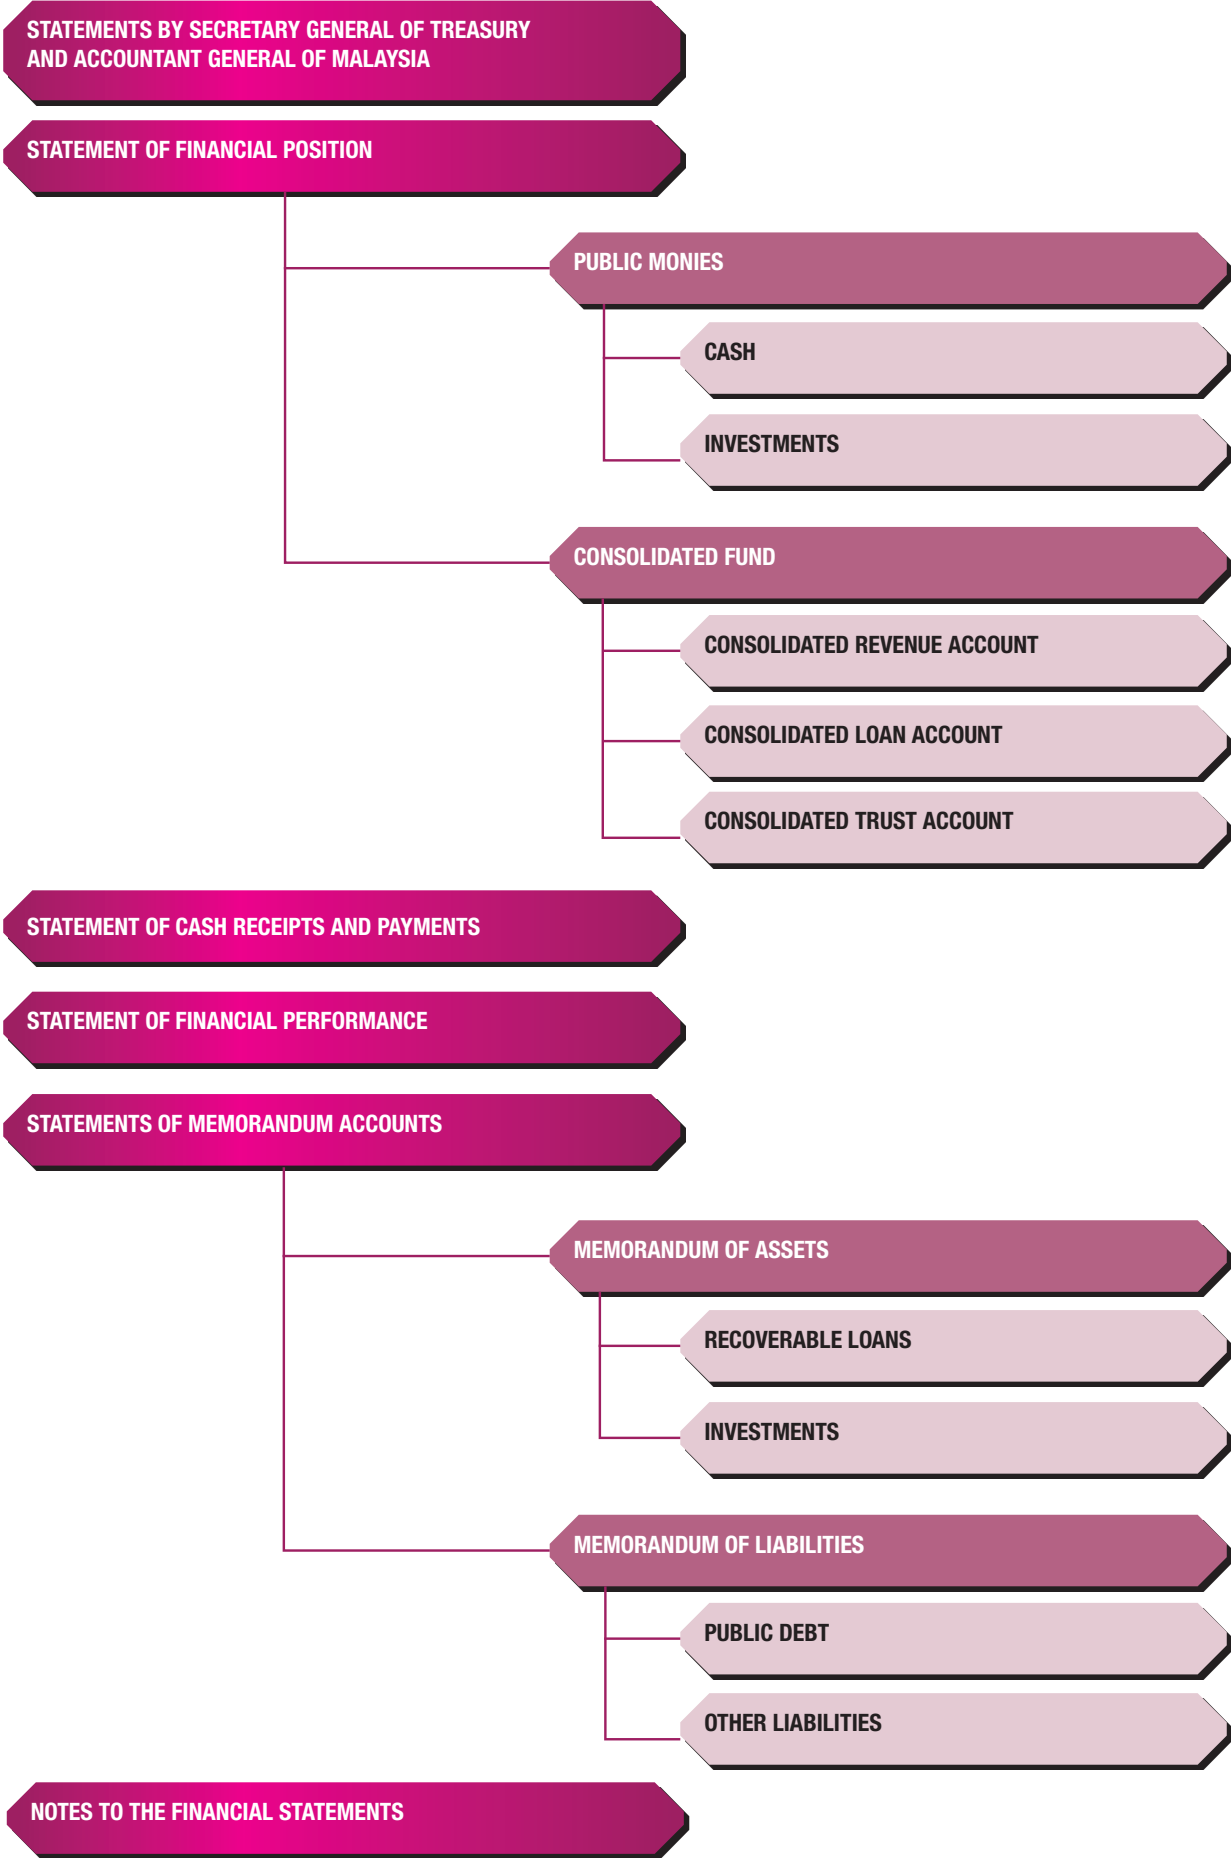 STATEMENTS BY SECRETARY GENERAL OF TREASURY
AND ACCOUNTANT GENERAL OF MALAYSIA
STATEMENT OF FINANCIAL POSITION
PUBLIC MONIES
CASH
INVESTMENTS
CONSOLIDATED FUND
CONSOLIDATED REVENUE ACCOUNT
CONSOLIDATED LOAN ACCOUNT
CONSOLIDATED TRUST ACCOUNT
STATEMENT OF CASH RECEIPTS AND PAYMENTS
STATEMENT OF FINANCIAL PERFORMANCE
STATEMENTS OF MEMORANDUM ACCOUNTS
MEMORANDUM OF ASSETS
RECOVERABLE LOANS
INVESTMENTS
MEMORANDUM OF LIABILITIES
PUBLIC DEBT
OTHER LIABILITIES
NOTES TO THE FINANCIAL STATEMENTS